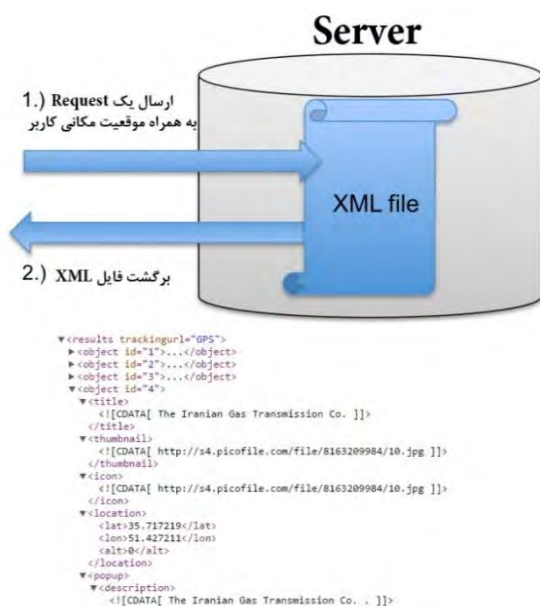 Server
1.) ارسال یک Request
به همراه موقعیت مکانی کاربر
XML file
2.) برگشت فایل XML
▼<results trackingurl="GPS">
▶<object id="1">...</object>
▶<object id="2">...</object>
▶<object id="3">...</object>
▼<object id="4">
▼<title>
<![CDATA[ The Iranian Gas Transmission Co. ]]>
</title>
▼<thumbnail>
<![CDATA[ http://s4.picofile.com/file/8163209984/10.jpg ]]>
</thumbnail>
▼<icon>
<![CDATA[ http://s4.picofile.com/file/8163209984/10.jpg ]]>
</icon>
▼<location>
<lat>35.717219</lat>
<lon>51.427211</lon>
<alt>0</alt>
</location>
▼<popup>
▼<description>
<![CDATA[ The Iranian Gas Transmission Co. . ]]>